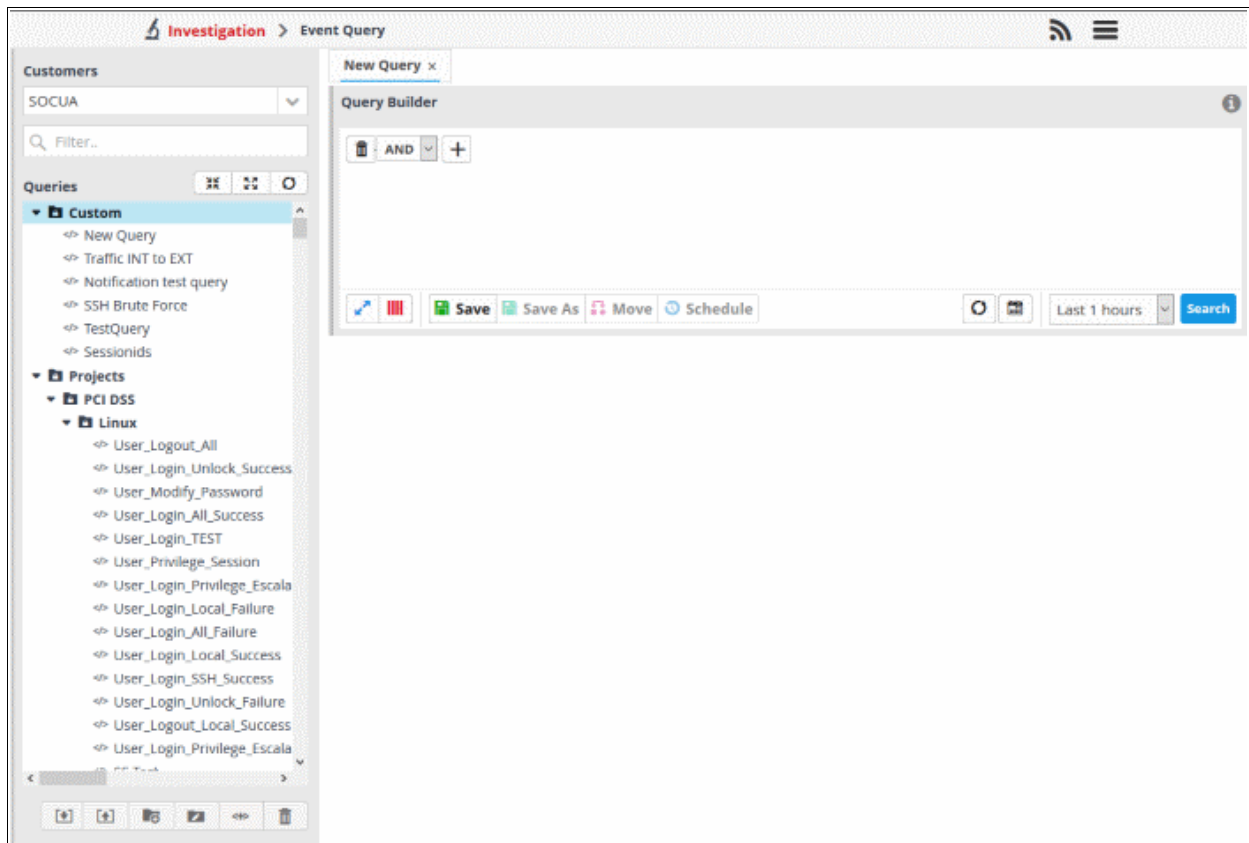 Investigation > Event Query
Customers
SOCUA
Filter..
Queries
Custom
New Query
Traffic INT to EXT
Notification test query
SSH Brute Force
TestQuery
Sessionids
Projects
PCI DSS
Linux
User_Logout_All
User_Login_Unlock_Success
User_Modify_Password
User_Login_All_Success
User_Login_TEST
User_Privilege_Session
User_Login_Privilege_Escala
User_Login_Local_Failure
User_Login_All_Failure
User_Login_Local_Success
User_Login_SSH_Success
User_Login_Unlock_Failure
User_Logout_Local_Success
User_Login_Privilege_Escala
New Query ×
Query Builder
AND
Save Save As Move Schedule
Last 1 hours
Search